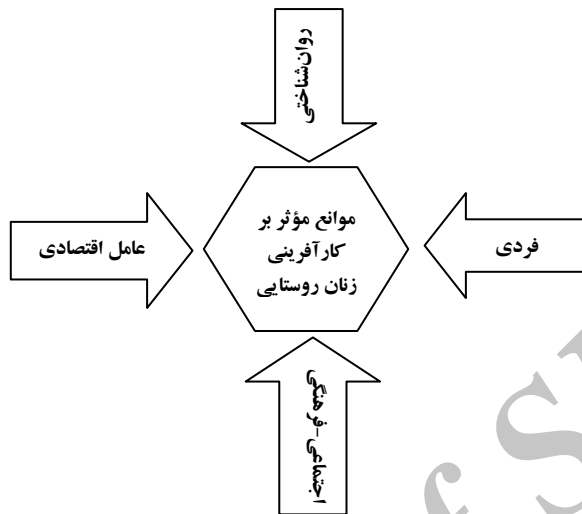 روان‌شناختی
موانع مؤثر بر
کارآفرینی
زنان روستایی
فردی
عامل اقتصادی
اجتماعی-فرهنگی
f S